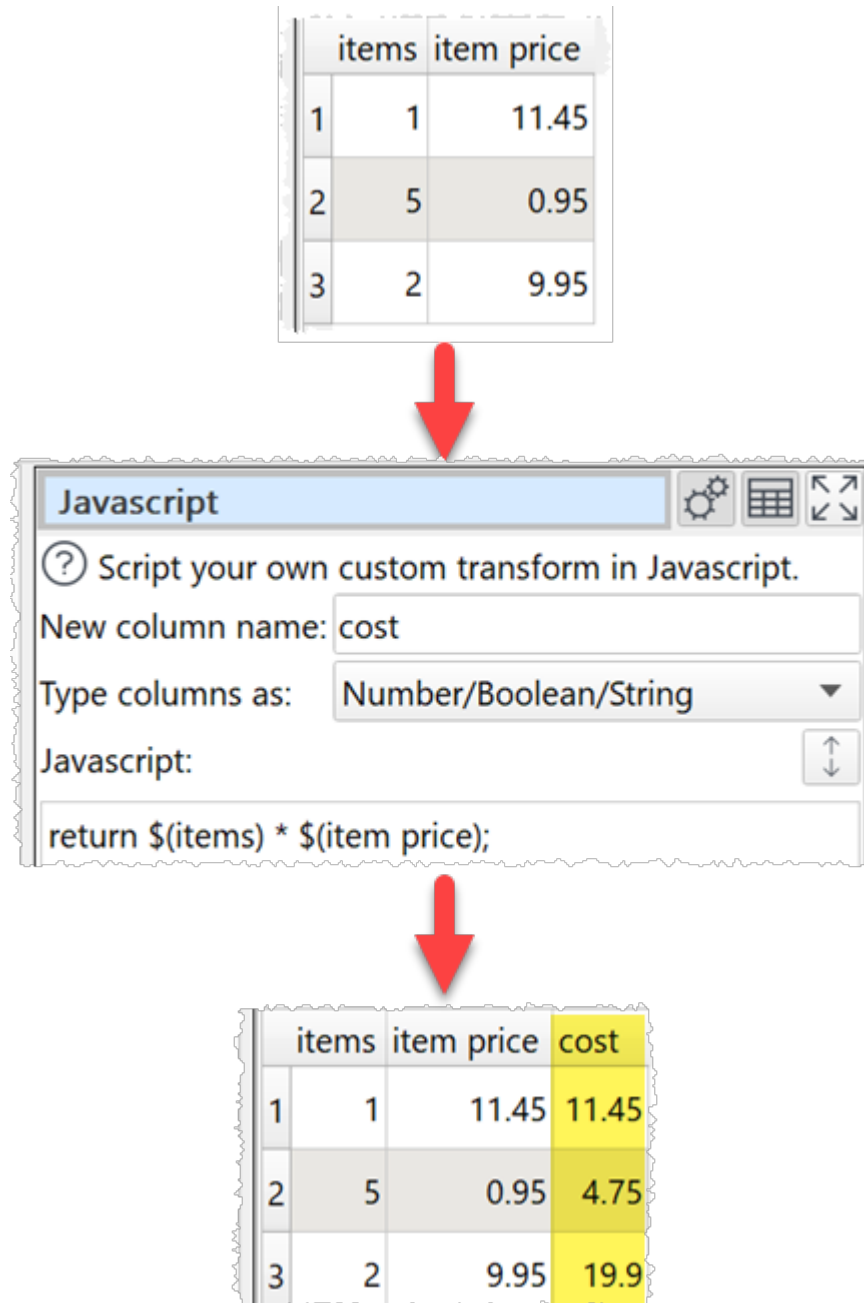 items item price
1 1 11.45
2 5 0.95
3 2 9.95
Javascript
? Script your own custom transform in Javascript.
New column name: cost
Type columns as: Number/Boolean/String
Javascript:
return $(items) * $(item price);
items item price cost
1 1 11.45 11.45
2 5 0.95 4.75
3 2 9.95 19.9